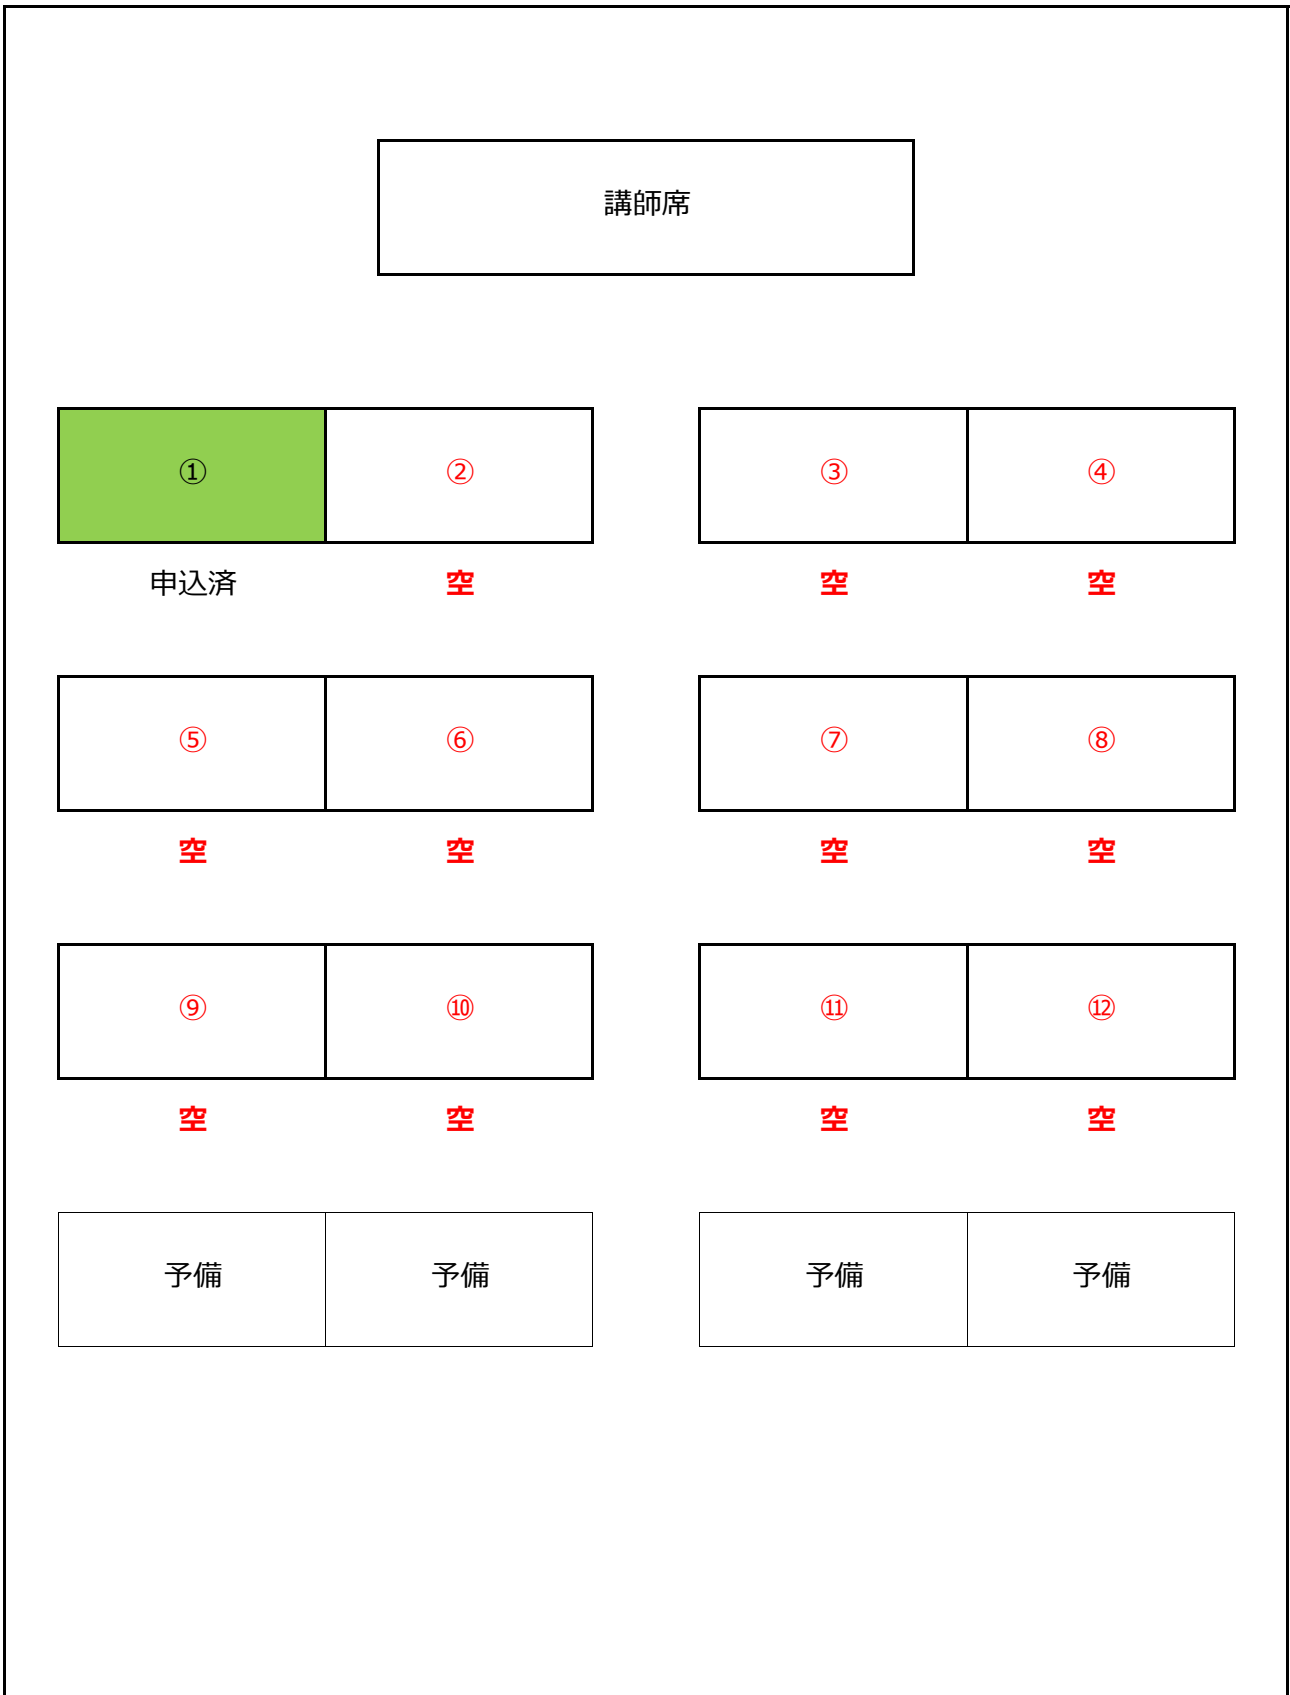 講師席
① ② ③ ④
申込済 空 空 空
⑤ ⑥ ⑦ ⑧
空 空 空 空
⑨ ⑩ ⑪ ⑫
空 空 空 空
予備 予備 予備 予備